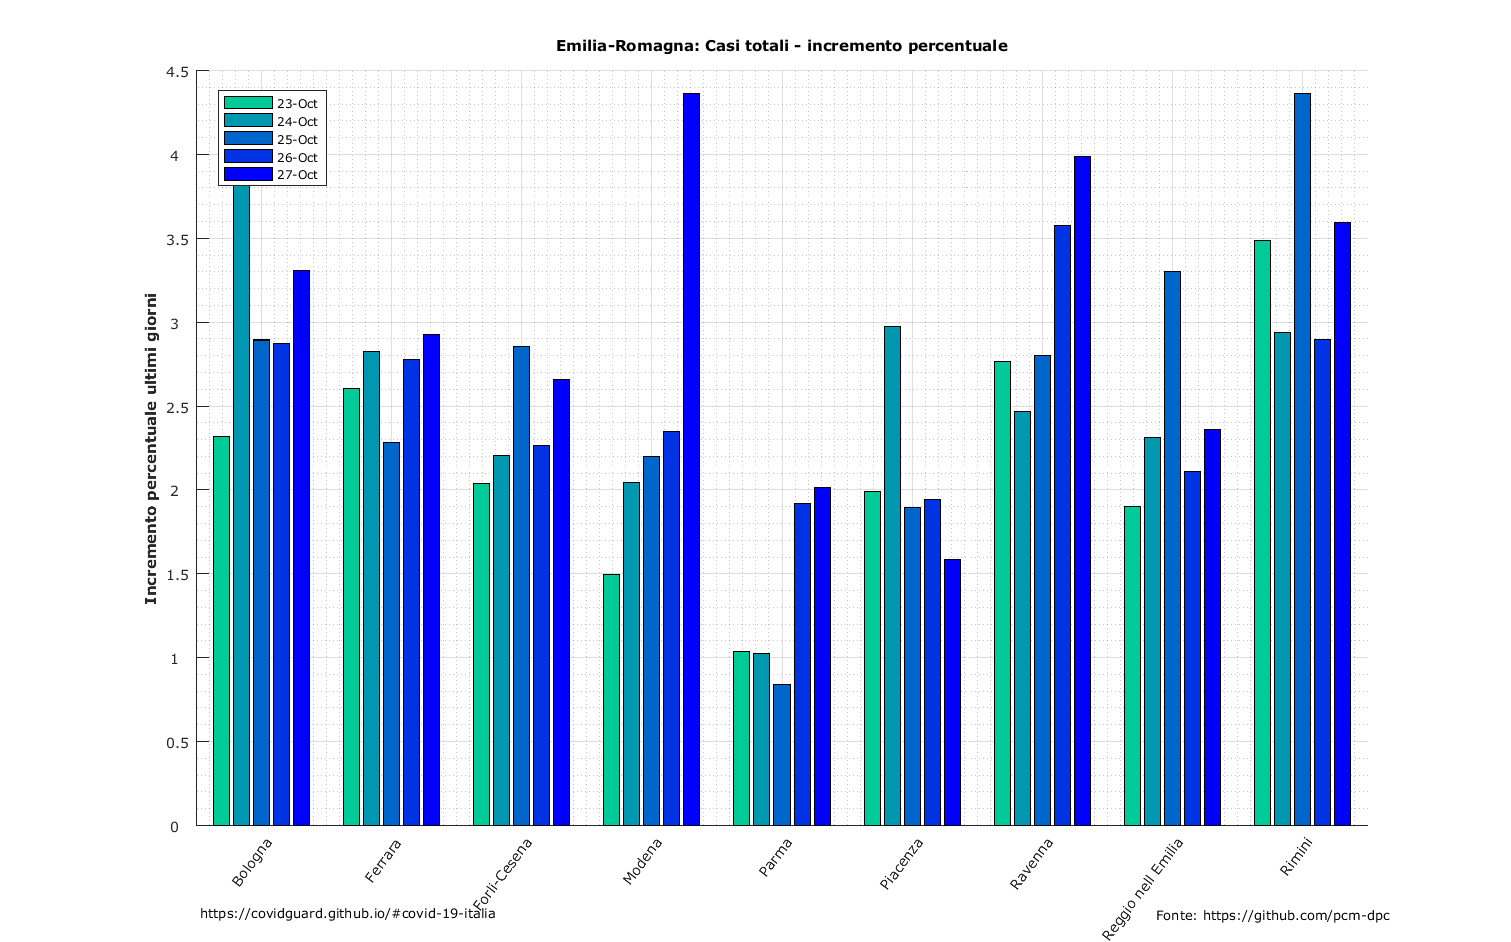 Emilia-Romagna: Casi totali - incremento percentuale
Incremento percentuale ultimi giorni
4.5
4
3.5
3
2.5
2
1.5
1
0.5
0
23-Oct
24-Oct
25-Oct
26-Oct
27-Oct
Bologna
Ferrara
Forlì-Cesena
Modena
Parma
Piacenza
Ravenna
Reggio nell Emilia
Rimini
https://covidguard.github.io/#covid-19-italia
Fonte: https://github.com/pcm-dpc